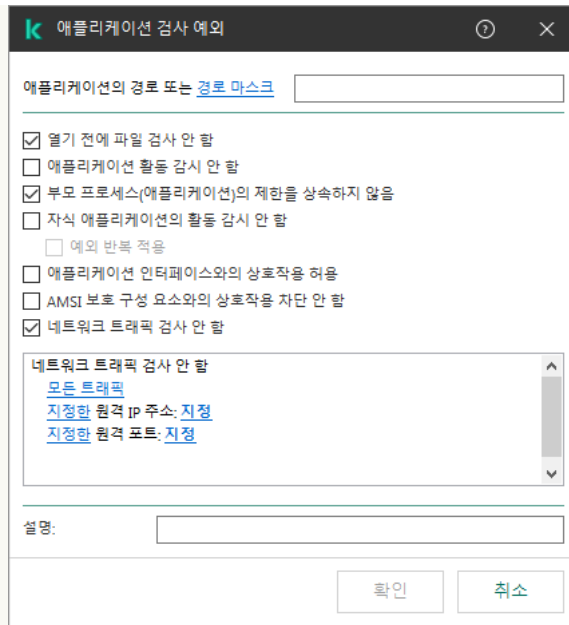 애플리케이션 검사 예외
애플리케이션의 경로 또는 경로 마스크
열기 전에 파일 검사 안 함
애플리케이션 활동 감시 안 함
부모 프로세스(애플리케이션)의 제한을 상속하지 않음
자식 애플리케이션의 활동 감시 안 함
예외 반복 적용
애플리케이션 인터페이스와의 상호작용 허용
AMSI 보호 구성 요소와의 상호작용 차단 안 함
네트워크 트래픽 검사 안 함
네트워크 트래픽 검사 안 함
모든 트래픽
지정한 원격 IP 주소: 지정
지정한 원격 포트: 지정
설명:
확인 취소